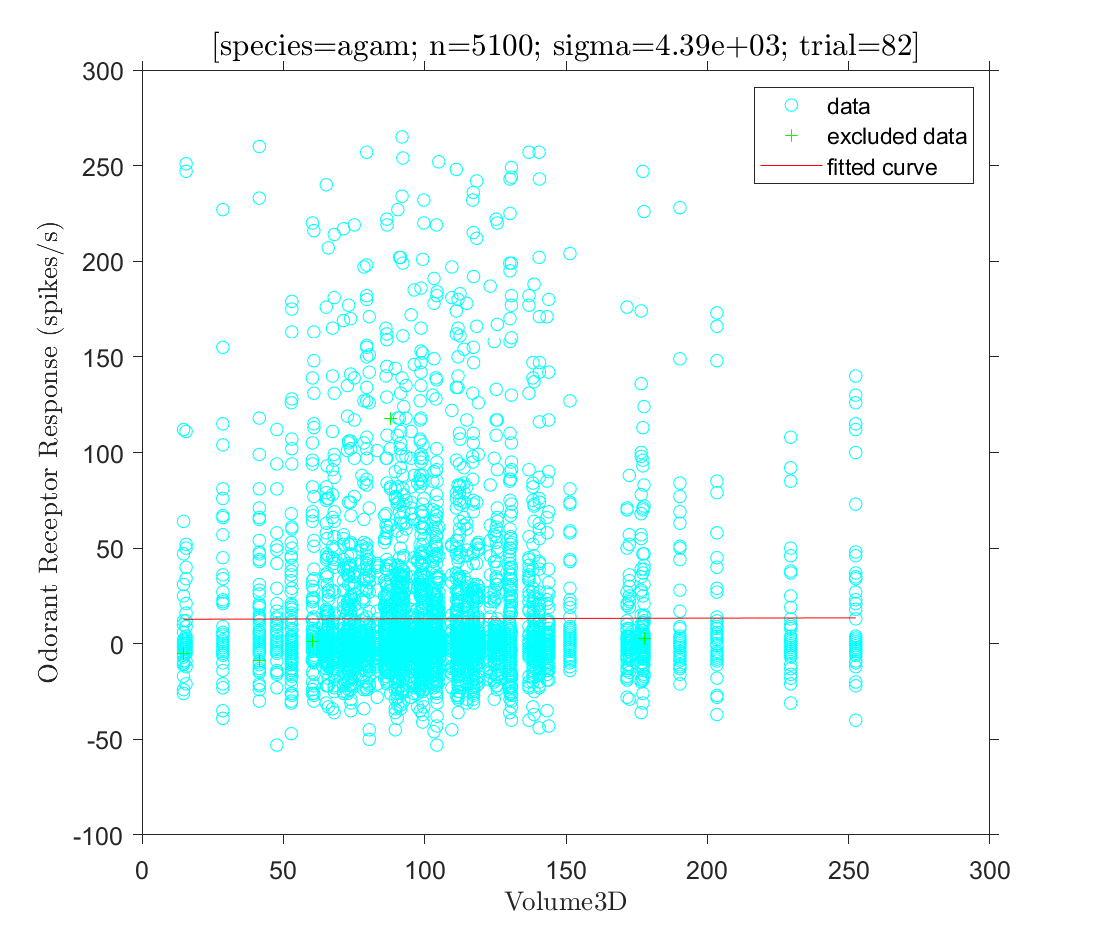 [species=agam; n=5100; sigma=4.39e+03; trial=82]
300
250
200
150
100
50
0
-50
-100
Odorant Receptor Response (spikes/s)
data
excluded data
fitted curve
0 50 100 150 200 250 300
Volume3D